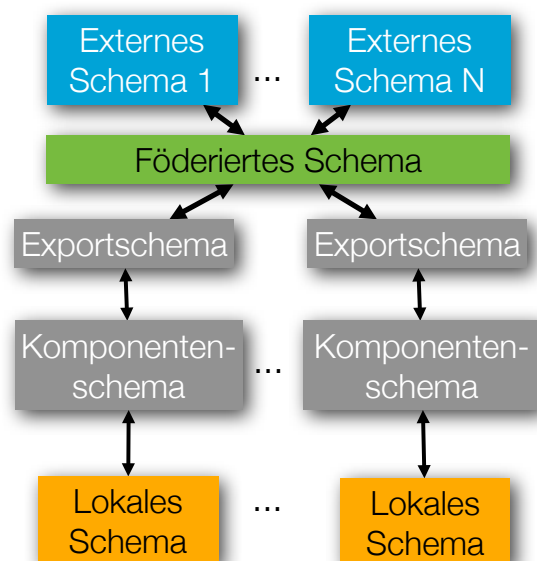 Externes
Schema 1
...
Externes
Schema N
Föderiertes Schema
Exportschema
Exportschema
Komponenten-
schema
...
Komponenten-
schema
Lokales
Schema
...
Lokales
Schema